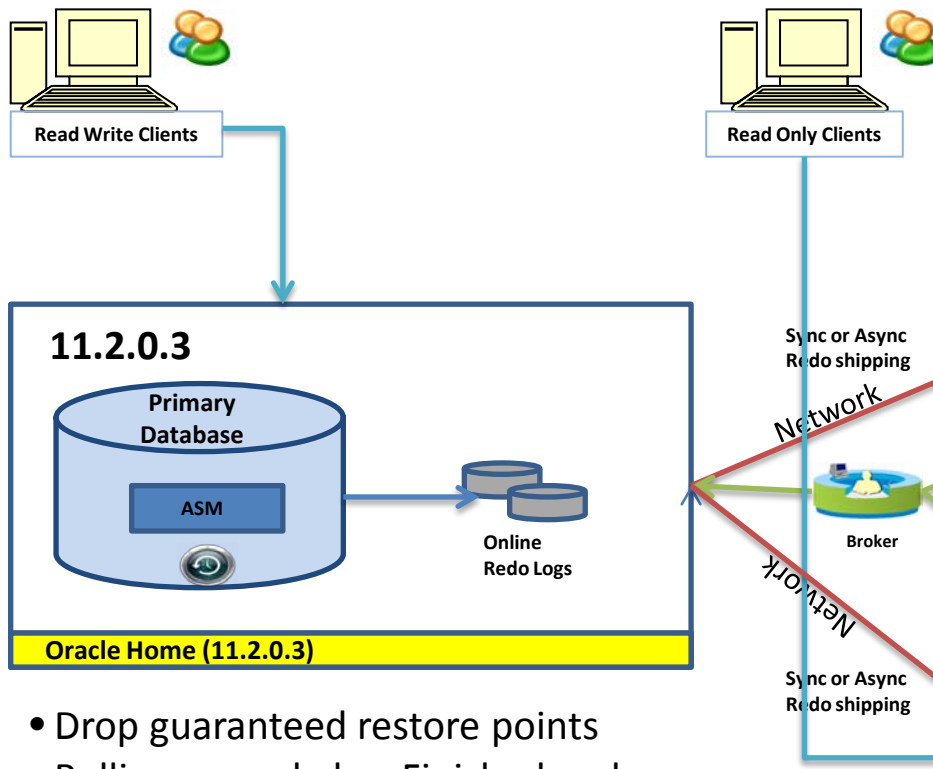 Read Write Clients
Read Only Clients
11.2.0.3
Primary
Database
ASM
Online
Redo Logs
Oracle Home (11.2.0.3)
Sync or Async
Redo shipping
Network
Broker
Network
Sync or Async
Redo shipping
• Drop guaranteed restore points